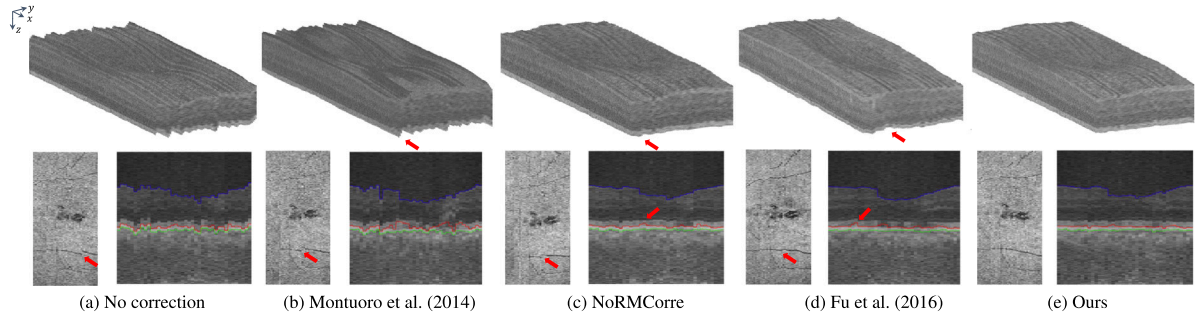 y
x
z
(a) No correction
(b) Montuoro et al. (2014)
(c) NoRMCorre
(d) Fu et al. (2016)
(e) Ours